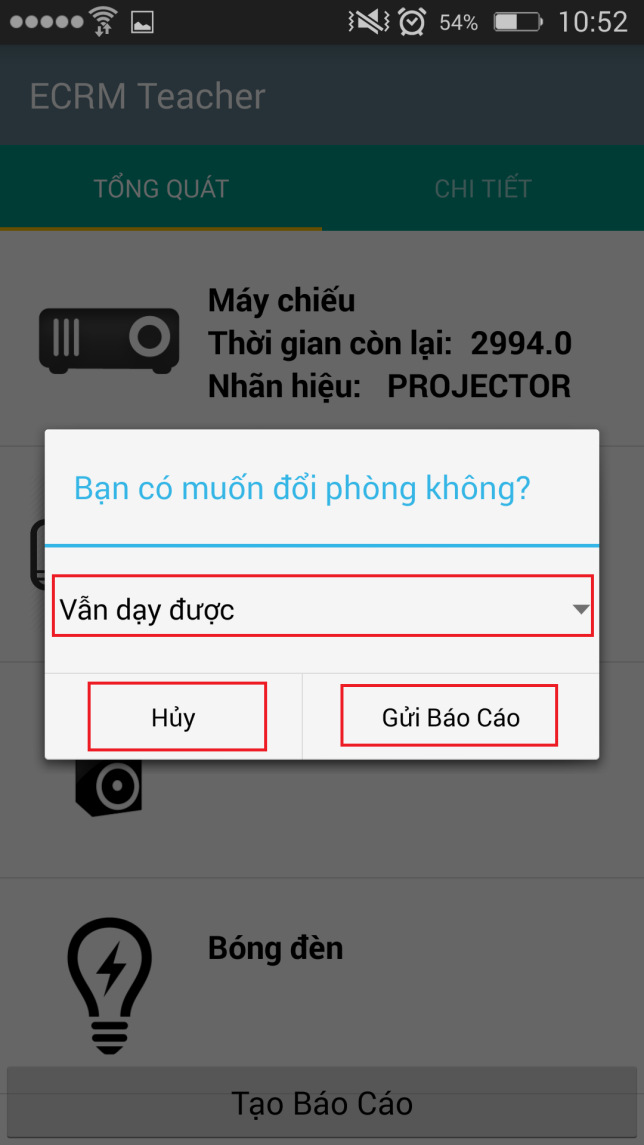 54% 10:52
ECRM Teacher
TỔNG QUÁT CHI TIẾT
Máy chiếu
Thời gian còn lại: 2994.0
Nhãn hiệu: PROJECTOR
Bạn có muốn đổi phòng không?
Vẫn dạy được
Hủy Gửi Báo Cáo
Bóng đèn
Tạo Báo Cáo